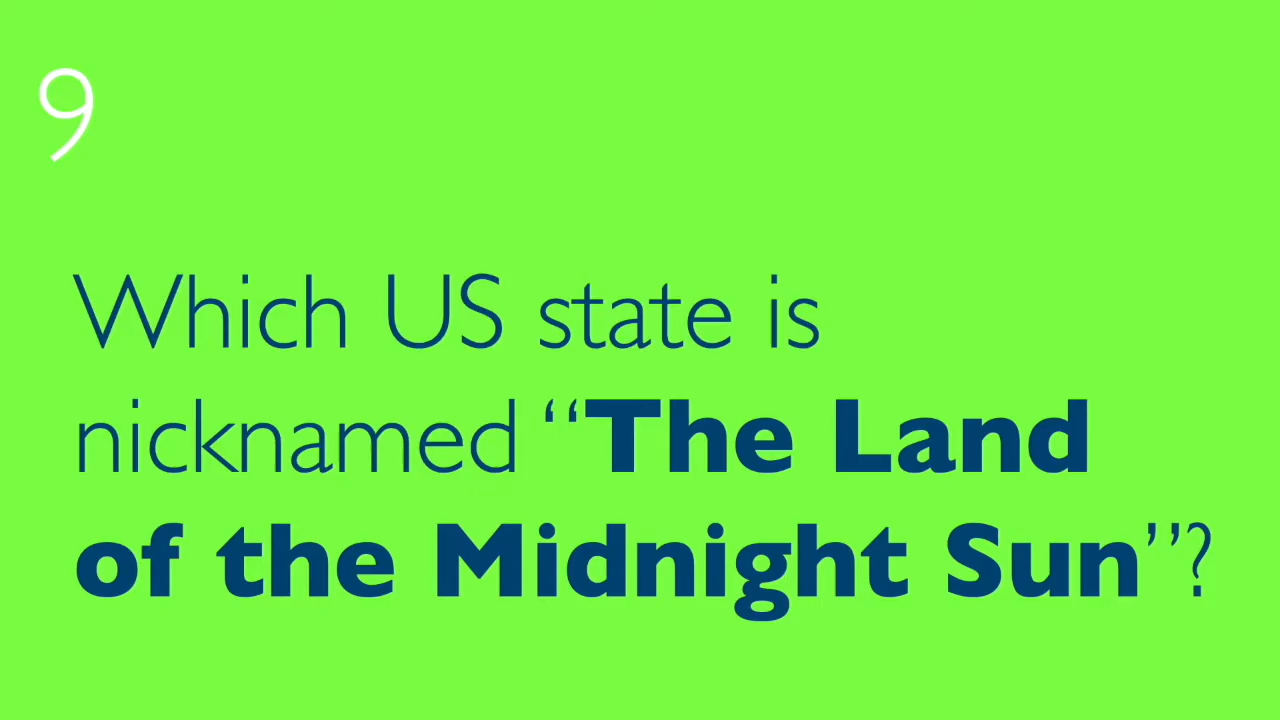 9
Which US state is
nicknamed “The Land
of the Midnight Sun”?